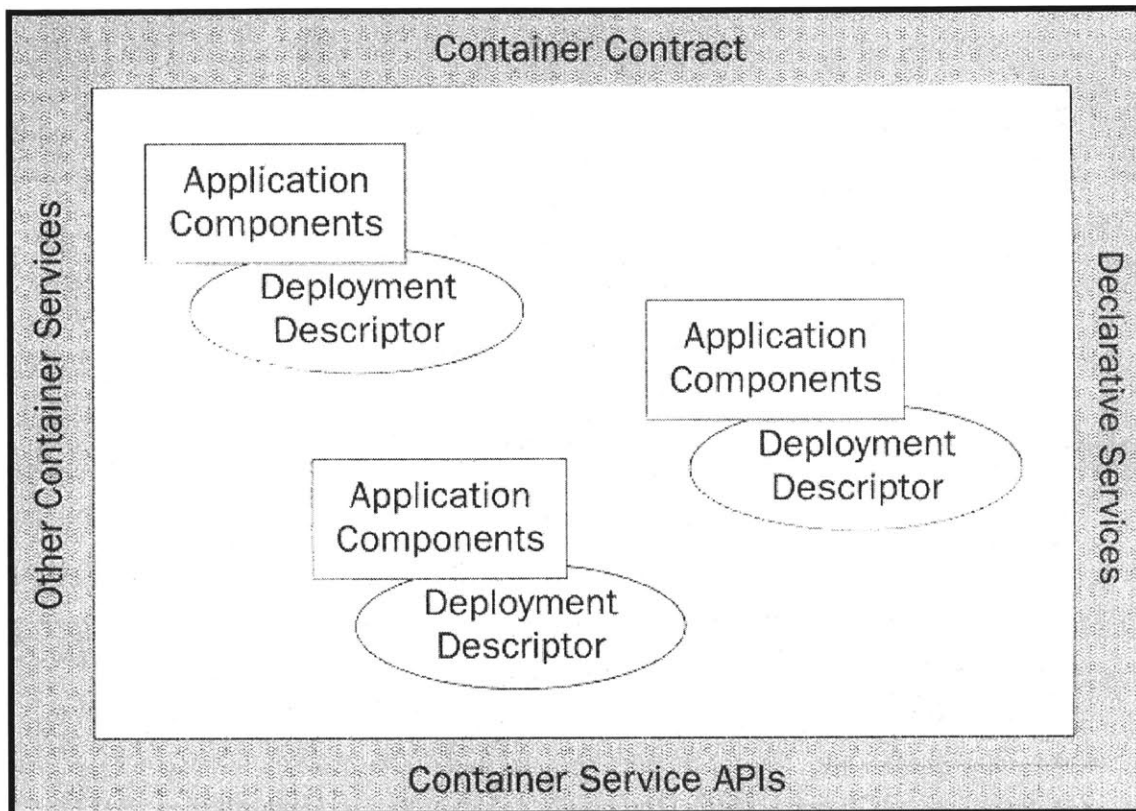 Container Contract
Other Container Services
Application
Components
Deployment
Descriptor
Application
Components
Deployment
Descriptor
Application
Components
Deployment
Descriptor
Declarative Services
Container Service APIs